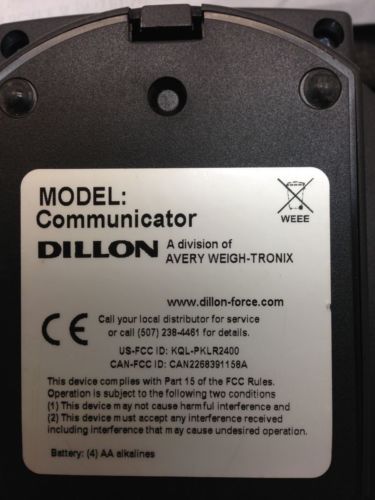 MODEL:
Communicator
WEEE
DILLON A division of
AVERY WEIGH-TRONIX
www.dillon-force.com
CE Call your local distributor for service
or call (507) 238-4461 for details.
US-FCC ID: KQL-PKLR2400
CAN-FCC ID: CAN2268391158A
This device complies with Part 15 of the FCC Rules.
Operation is subject to the following two conditions
(1) This device may not cause harmful interference and
(2) This device must accept any interference received
including interference that may cause undesired operation.
Battery: (4) AA alkalines